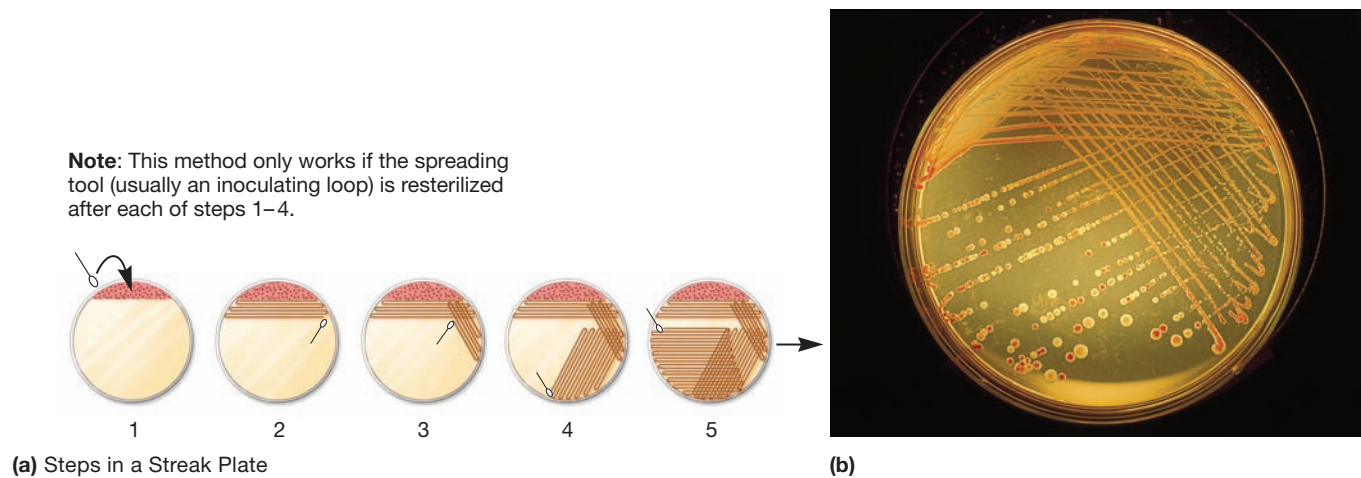 Note: This method only works if the spreading
tool (usually an inoculating loop) is resterilized
after each of steps 1–4.
1 2 3 4 5
(a) Steps in a Streak Plate
(b)